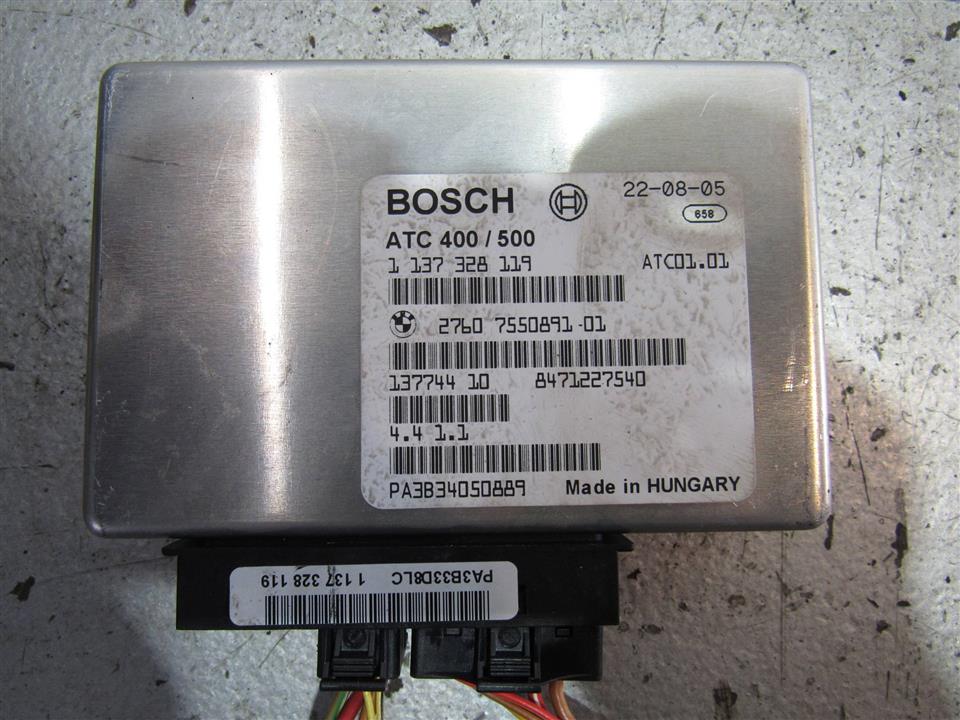 BOSCH 22-08-05
658
ATC 400 / 500
1 137 328 119 ATC01.01
2760 7550891-01
137744 10 8471227540
4.4 1.1
PA3B34050889 Made in HUNGARY
PA3B33D8LC 1 137 328 119